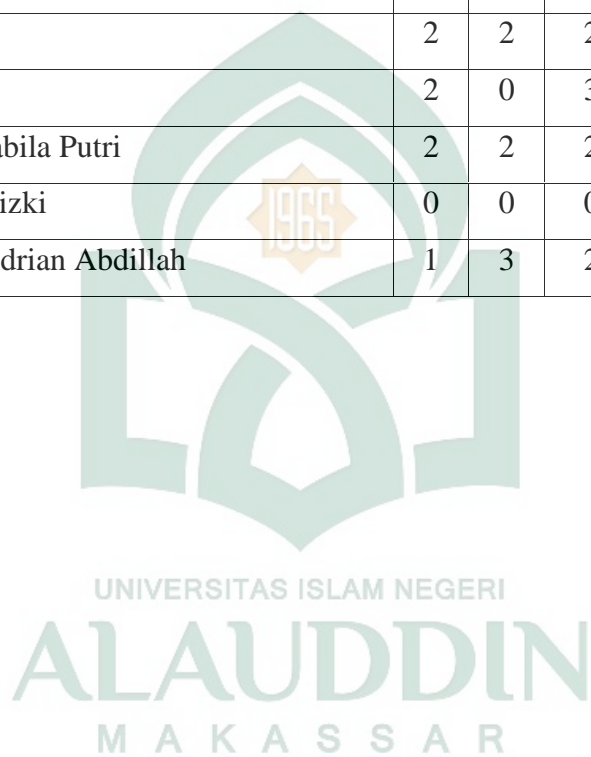 2 2 2
2 0 3
abila Putri 2 2 2
izki 0 0 0
drian Abdillah 1 3 2
1965
UNIVERSITAS ISLAM NEGERI
ALAUDDIN
MAKASSAR